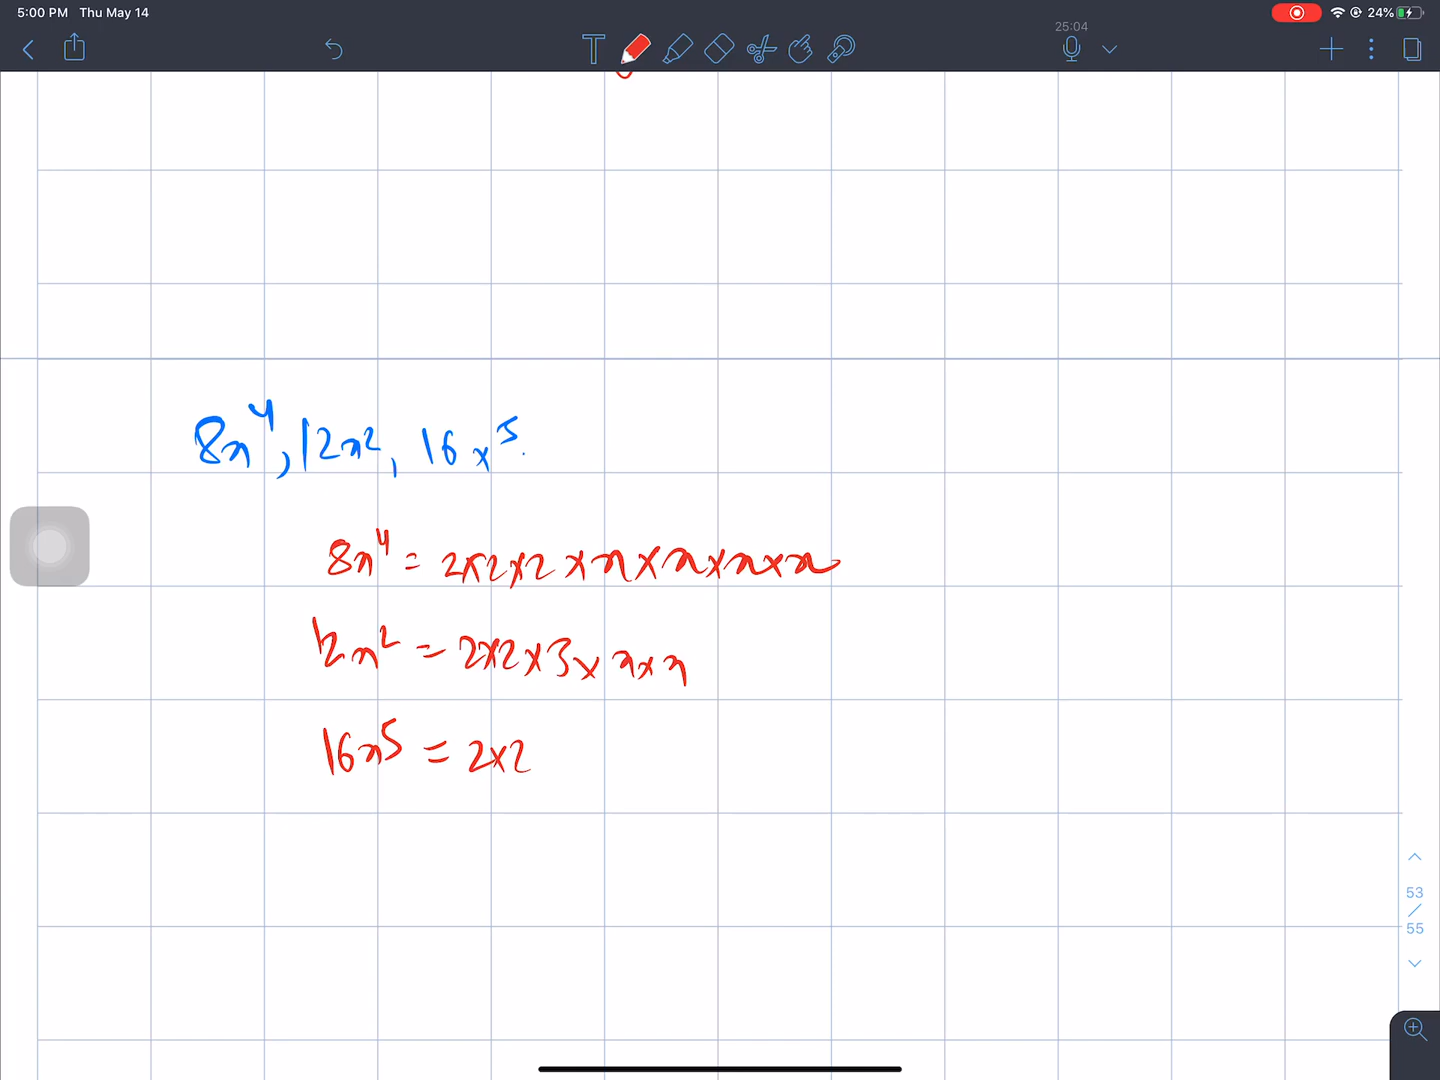 5:00 PM Thu May 14
24%
25:04
8x⁴, 12x², 16x⁵.
8x⁴ = 2×2×2×x×x×x×x
12x² = 2×2×3×x×x
16x⁵ = 2×2
53
/
55